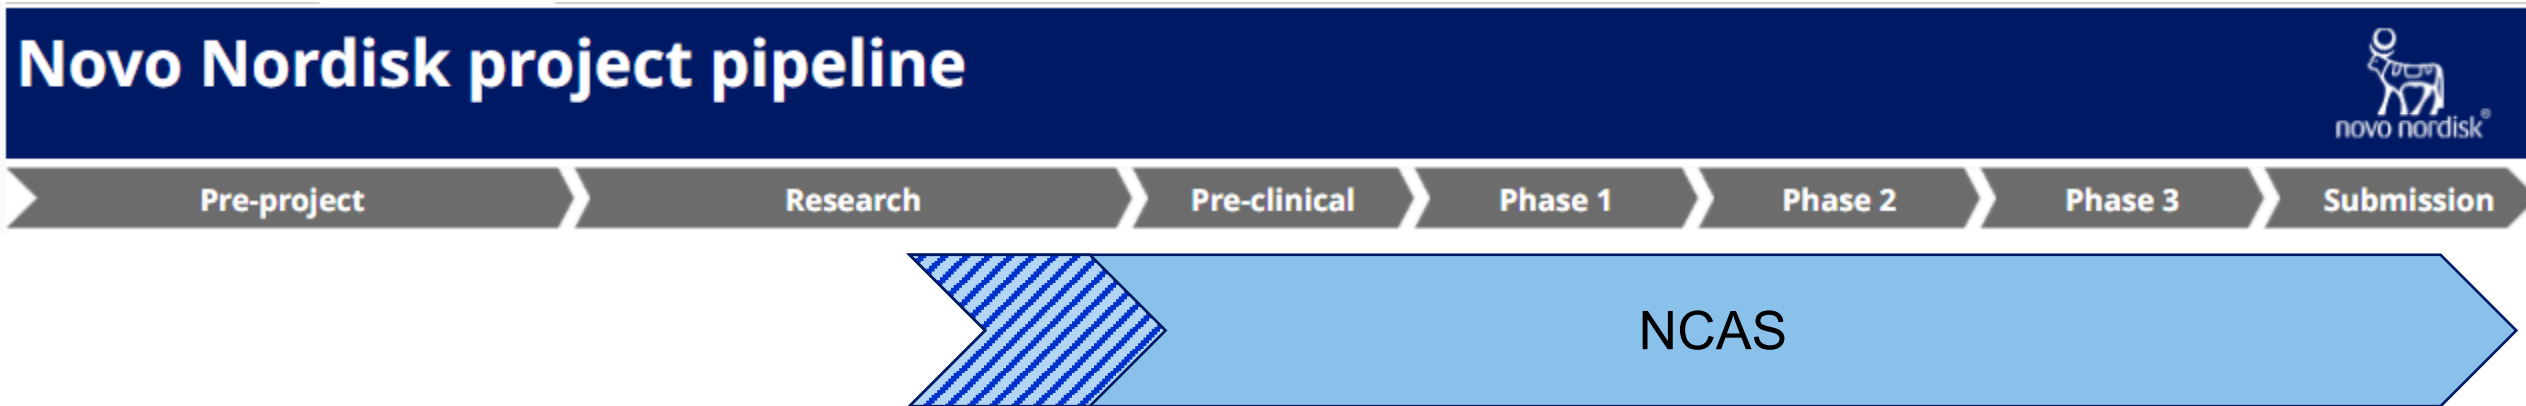 Novo Nordisk project pipeline
novo nordisk®
Pre-project Research Pre-clinical Phase 1 Phase 2 Phase 3 Submission
NCAS